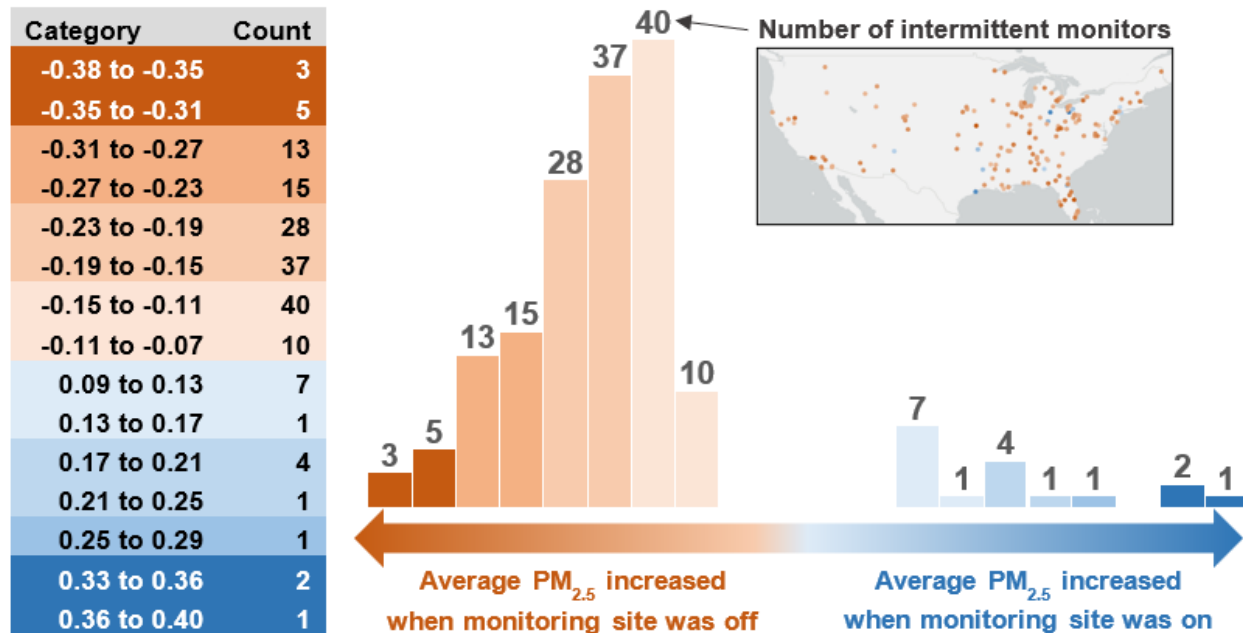 Category Count
-0.38 to -0.35 3
-0.35 to -0.31 5
-0.31 to -0.27 13
-0.27 to -0.23 15
-0.23 to -0.19 28
-0.19 to -0.15 37
-0.15 to -0.11 40
-0.11 to -0.07 10
0.09 to 0.13 7
0.13 to 0.17 1
0.17 to 0.21 4
0.21 to 0.25 1
0.25 to 0.29 1
0.33 to 0.36 2
0.36 to 0.40 1
Number of intermittent monitors
3 5 13 15 28 37 40 10 7 1 4 1 1 2 1
Average PM2.5 increased
when monitoring site was off
Average PM2.5 increased
when monitoring site was on